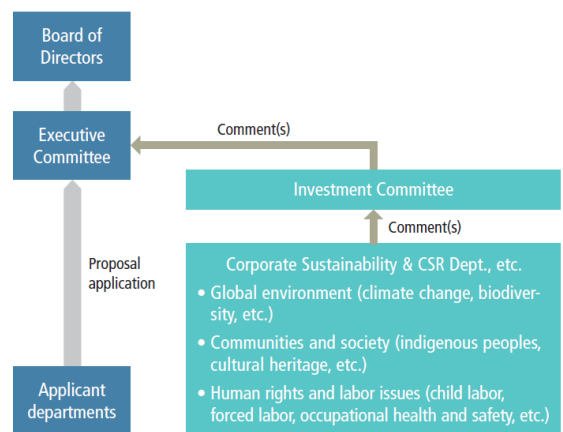 Board of
Directors
Comment(s)
Executive
Committee
Investment Committee
Comment(s)
Proposal
application
Corporate Sustainability & CSR Dept., etc.
• Global environment (climate change, biodiver-
sity, etc.)
• Communities and society (indigenous peoples,
cultural heritage, etc.)
• Human rights and labor issues (child labor,
forced labor, occupational health and safety, etc.)
Applicant
departments